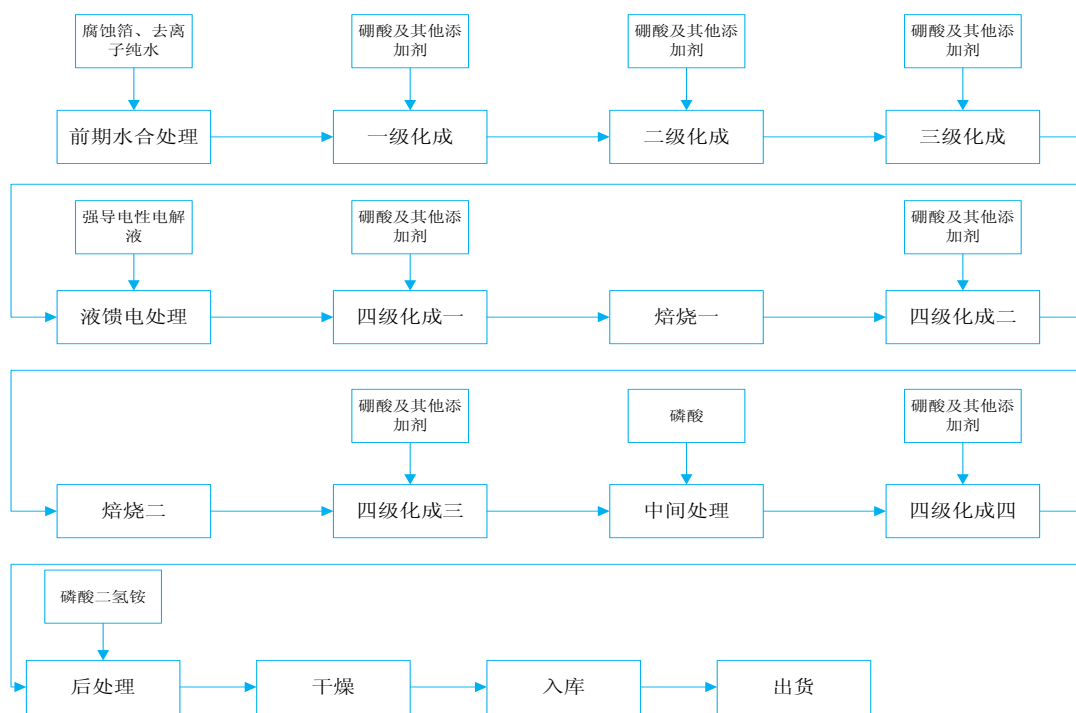 腐蚀箔、去离
子纯水
硼酸及其他添
加剂
硼酸及其他添
加剂
硼酸及其他添
加剂
前期水合处理
一级化成
二级化成
三级化成
强导电性电解
液
硼酸及其他添
加剂
硼酸及其他添
加剂
液馈电处理
四级化成一
焙烧一
四级化成二
硼酸及其他添
加剂
磷酸
硼酸及其他添
加剂
焙烧二
四级化成三
中间处理
四级化成四
磷酸二氢铵
后处理
干燥
入库
出货